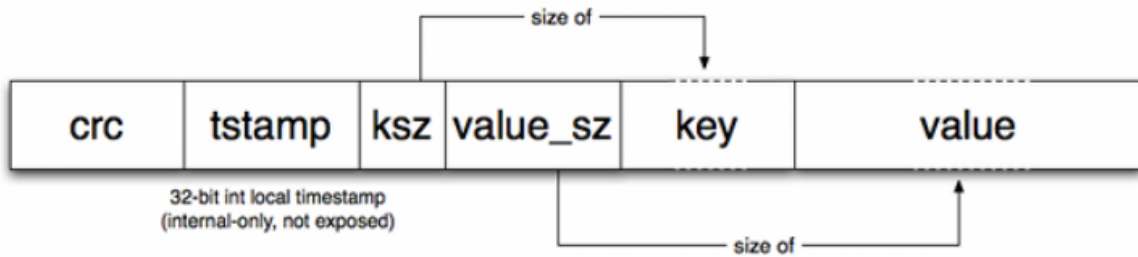 size of
crc tstamp ksz value_sz key value
32-bit int local timestamp
(internal-only, not exposed)
size of